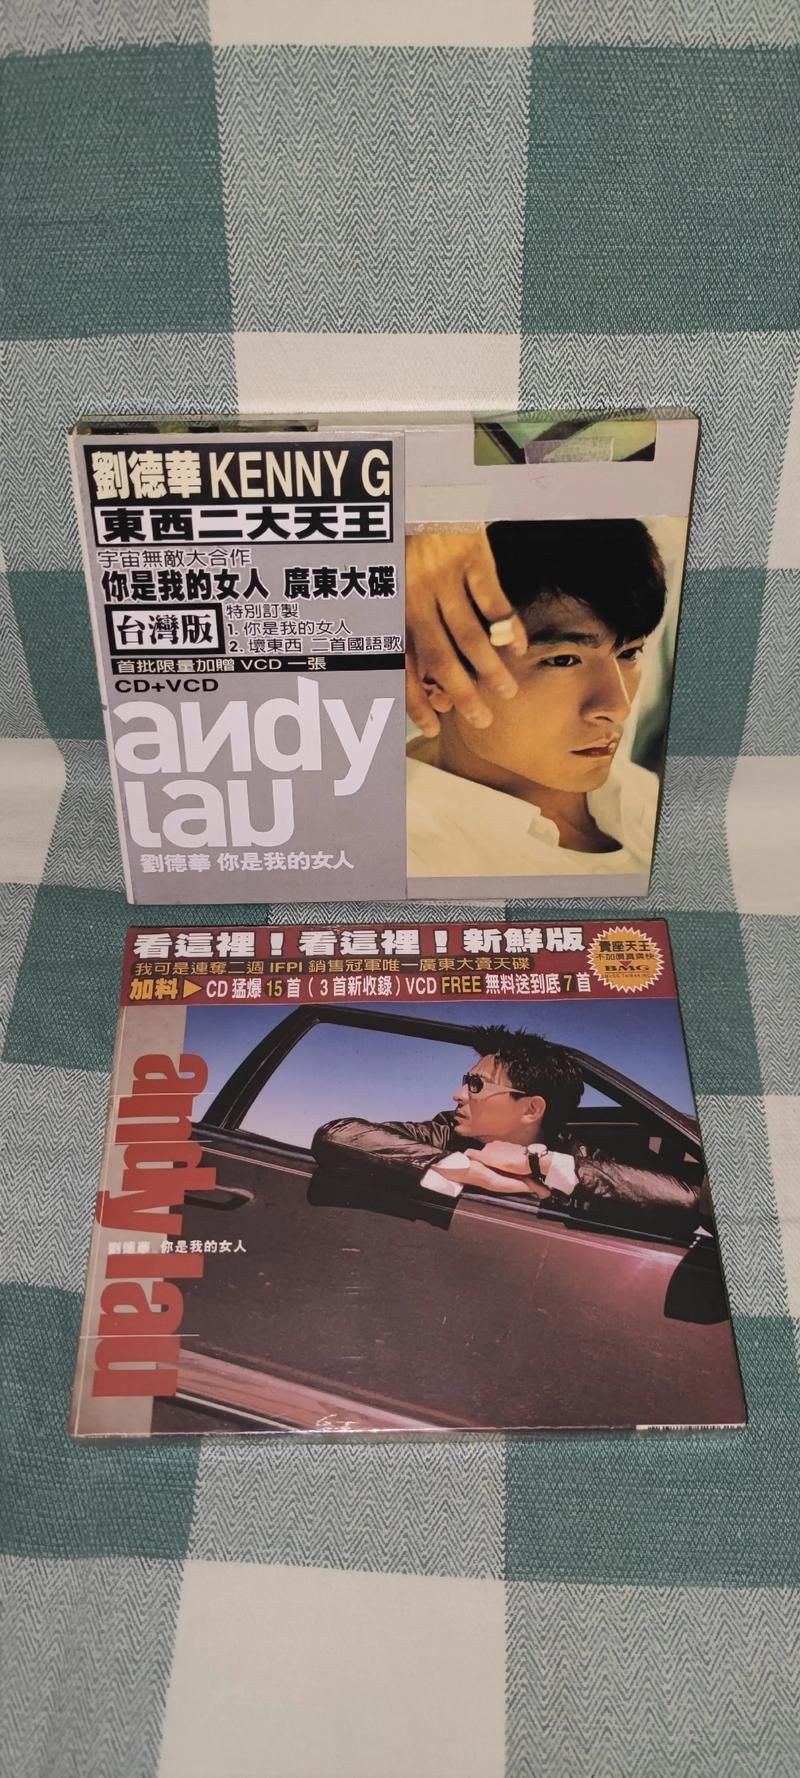 劉德華 KENNY G
東西二大天王
宇宙無敵大合作
你是我的女人 廣東大碟
台灣版
特別訂製
1. 你是我的女人
2. 壞東西 二首國語歌
首批限量加贈 VCD 一張
CD+VCD
andy
lau
劉德華 你是我的女人
看這裡！看這裡！新鮮版
我可是連奪二週 IFPI 銷售冠軍唯一廣東大賣天碟
加料▶CD 猛爆 15 首（3 首新收錄）VCD FREE 無料送到底 7 首
賣座天王
不加價真爽快
BMG
andy lau
劉德華 你是我的女人